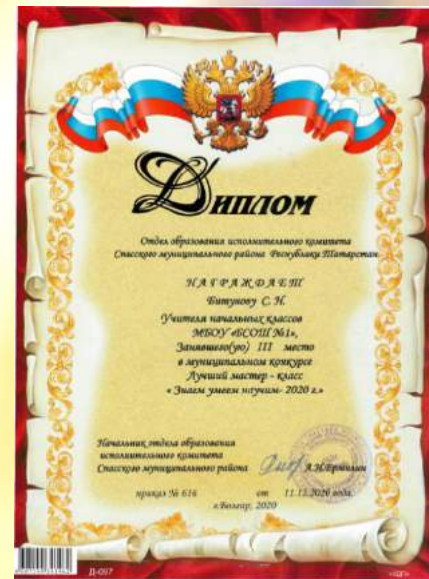 Диплом
Отдел образования исполнительного комитета
Спасского муниципального района Республики Татарстан
НАГРАЖДАЕТ
С. Н.
Учителя начальных классов
МБОУ «БСОШ №1»,
Занявшего(ую) III место
в муниципальном конкурсе
Лучший мастер - класс
« Знаем умеем научим- 2020 г.»
Начальник отдела образования
исполнительного комитета
Спасского муниципального района А.Н.Ермилин
приказ № 616 от 11.11.2020 года.
г.Болгар, 2020
Д-097